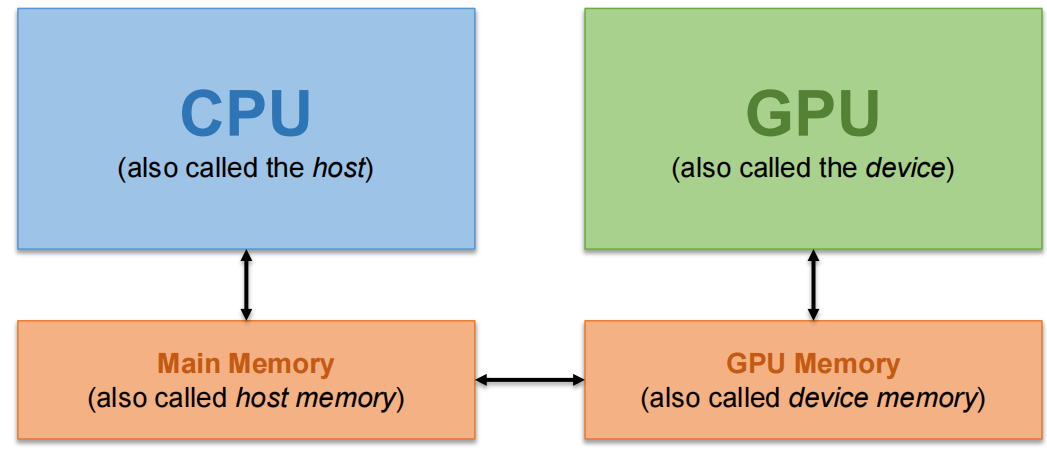 CPU
(also called the host)
GPU
(also called the device)
Main Memory
(also called host memory)
GPU Memory
(also called device memory)